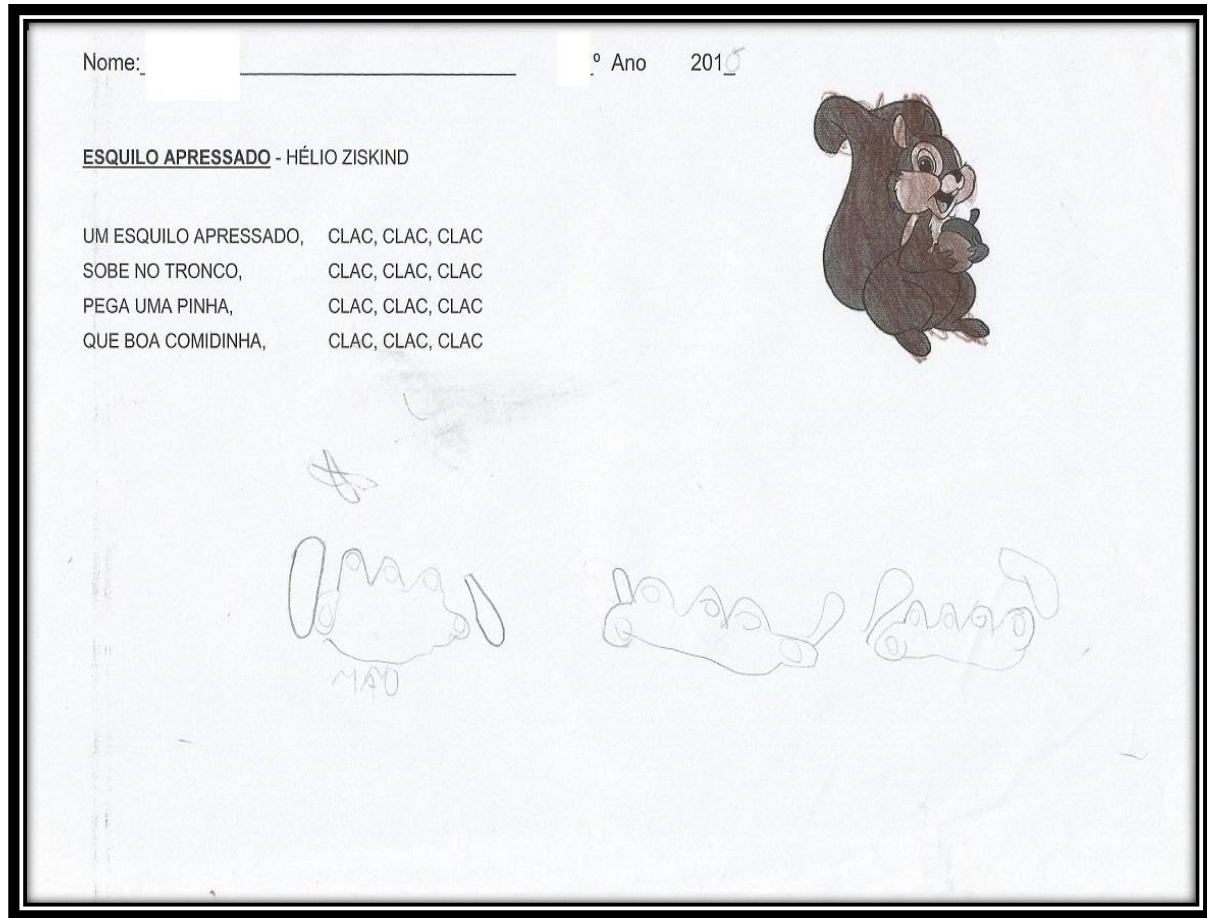 Nome: º Ano 201
ESQUILO APRESSADO - HÉLIO ZISKIND
UM ESQUILO APRESSADO, CLAC, CLAC, CLAC
SOBE NO TRONCO, CLAC, CLAC, CLAC
PEGA UMA PINHA, CLAC, CLAC, CLAC
QUE BOA COMIDINHA, CLAC, CLAC, CLAC
MÃO